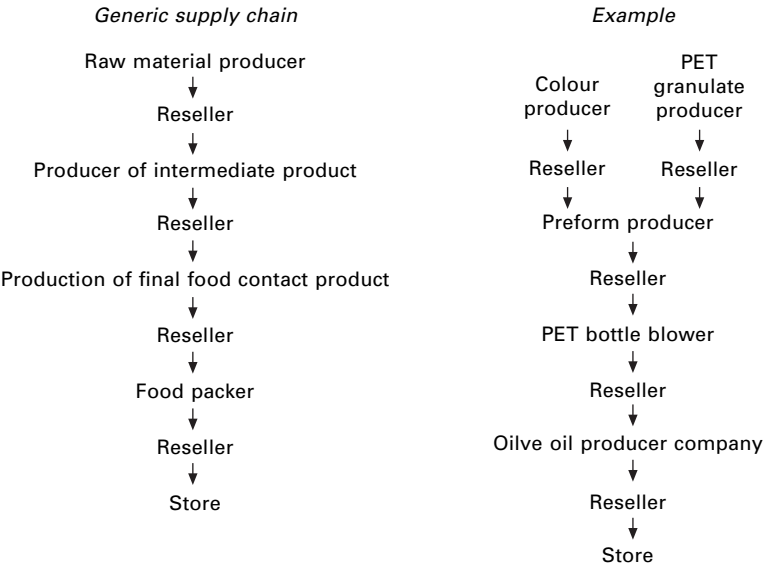 Generic supply chain
Raw material producer
Reseller
Producer of intermediate product
Reseller
Production of final food contact product
Reseller
Food packer
Reseller
Store
Example
Colour
producer
PET
granulate
producer
Reseller
Reseller
Preform producer
Reseller
PET bottle blower
Reseller
Oilve oil producer company
Reseller
Store